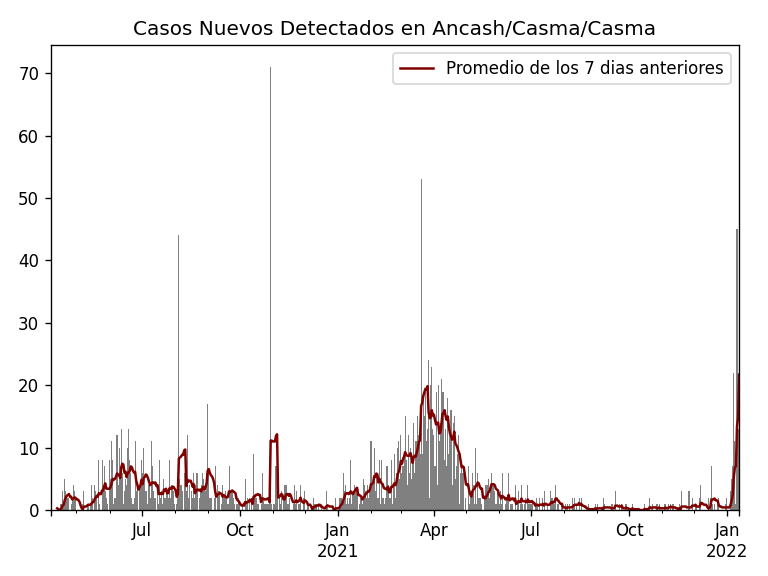 Casos Nuevos Detectados en Ancash/Casma/Casma
Promedio de los 7 dias anteriores
70
60
50
40
30
20
10
0
Jul
Oct
Jan
2021
Apr
Jul
Oct
Jan
2022